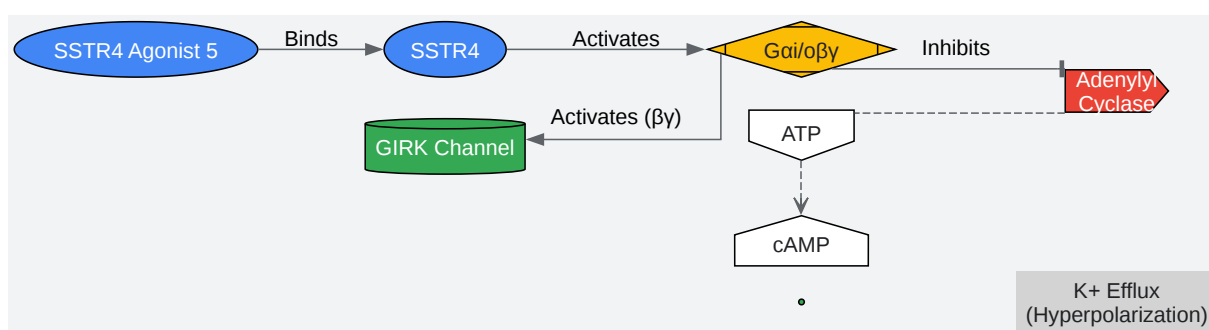 SSTR4 Agonist 5
Binds
SSTR4
Activates
Gαi/oβγ
Inhibits
Adenylyl
Cyclase
Activates (βγ)
GIRK Channel
ATP
cAMP
K+ Efflux
(Hyperpolarization)